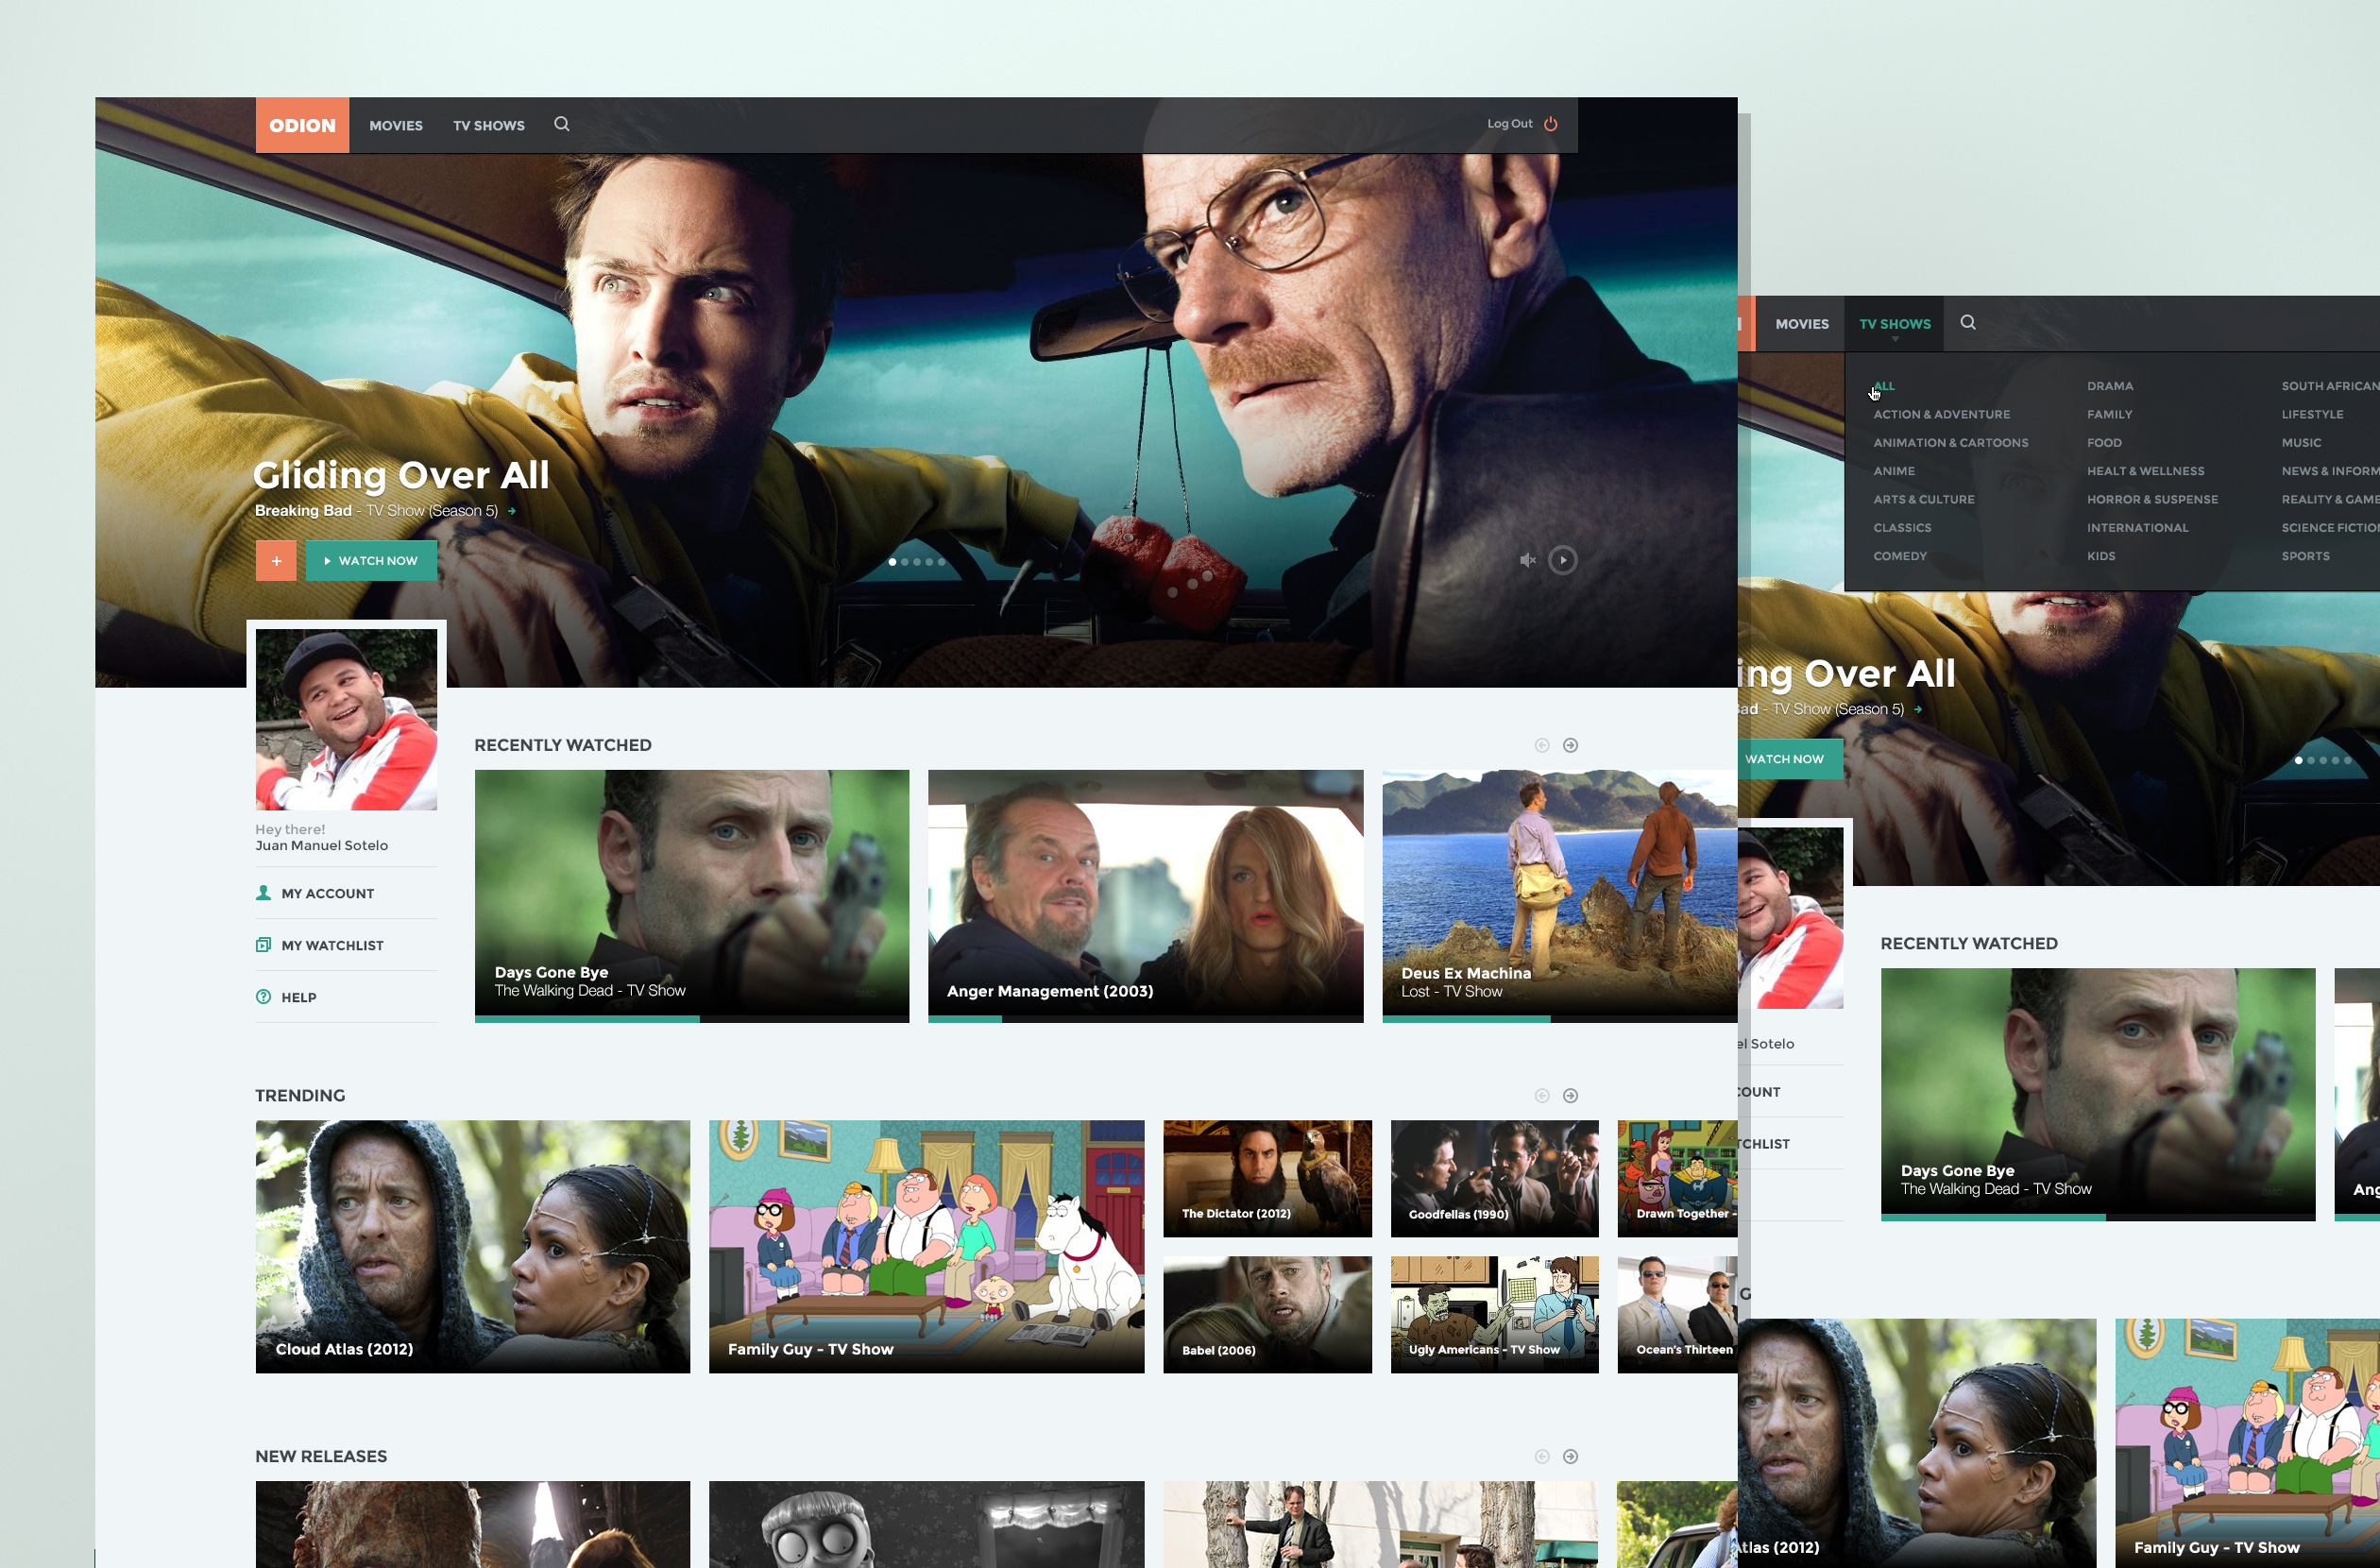 ODION
MOVIES
TV SHOWS
Log Out
Gliding Over All
Breaking Bad - TV Show (Season 5)
+
WATCH NOW
Hey there!
Juan Manuel Sotelo
MY ACCOUNT
MY WATCHLIST
HELP
RECENTLY WATCHED
Days Gone Bye
The Walking Dead - TV Show
Anger Management (2003)
Deus Ex Machina
Lost - TV Show
TRENDING
Cloud Atlas (2012)
Family Guy - TV Show
The Dictator (2012)
Goodfellas (1990)
Drawn Together -
Babel (2006)
Ugly Americans - TV Show
Ocean's Thirteen
NEW RELEASES
MOVIES
TV SHOWS
ALL
ACTION & ADVENTURE
ANIMATION & CARTOONS
ANIME
ARTS & CULTURE
CLASSICS
COMEDY
DRAMA
FAMILY
FOOD
HEALT & WELLNESS
HORROR & SUSPENSE
INTERNATIONAL
KIDS
SOUTH AFRICAN
LIFESTYLE
MUSIC
NEWS & INFORM
REALITY & GAME
SCIENCE FICTION
SPORTS
ing Over All
ad - TV Show (Season 5)
WATCH NOW
el Sotelo
COUNT
TCHLIST
RECENTLY WATCHED
Days Gone Bye
The Walking Dead - TV Show
Ang
G
tlas (2012)
Family Guy - TV Show